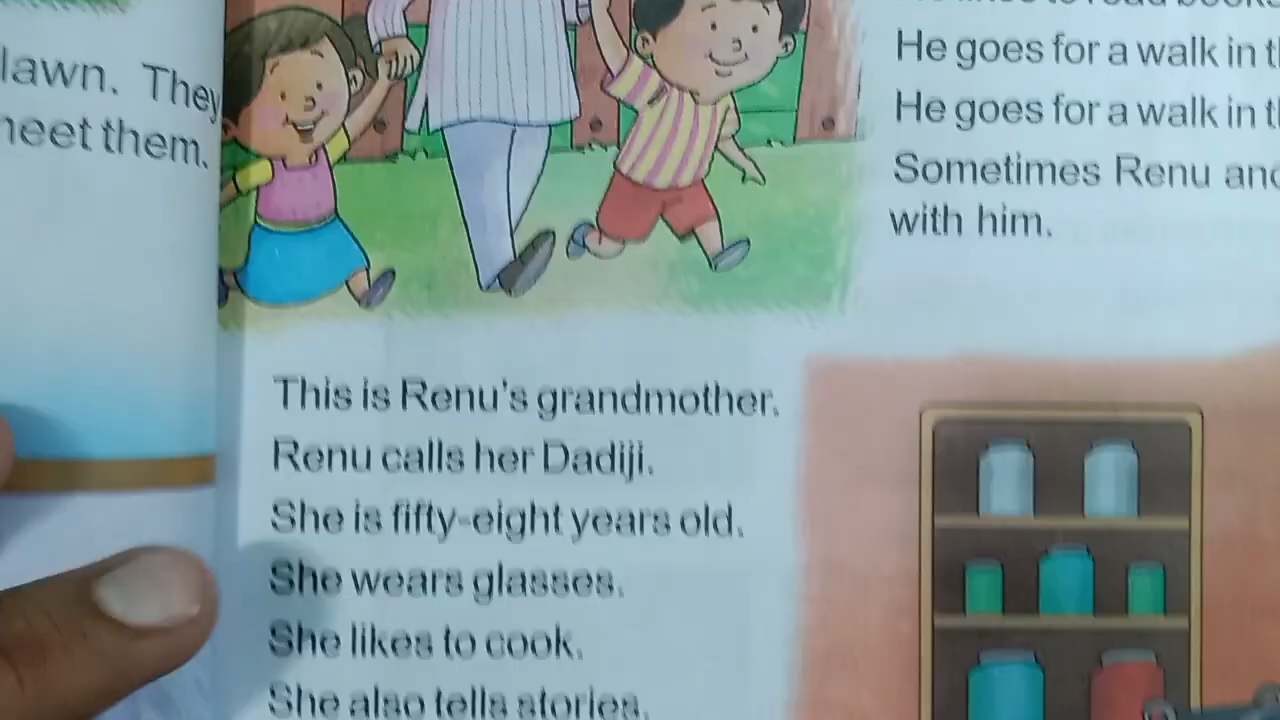 lawn. They
meet them.
He goes for a walk in
He goes for a walk in
Sometimes Renu and
with him.
This is Renu's grandmother.
Renu calls her Dadiji.
She is fifty-eight years old.
She wears glasses.
She likes to cook.
She also tells stories.